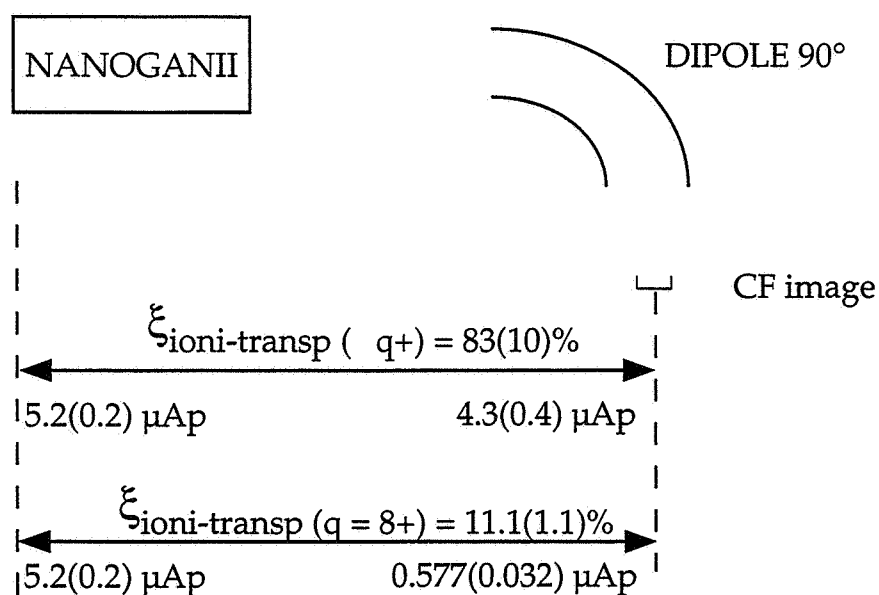 NANOGANII
DIPOLE 90°
CF image
ξioni-transp ( q+) = 83(10)%
5.2(0.2) µAp 4.3(0.4) µAp
ξioni-transp (q = 8+) = 11.1(1.1)%
5.2(0.2) µAp 0.577(0.032) µAp